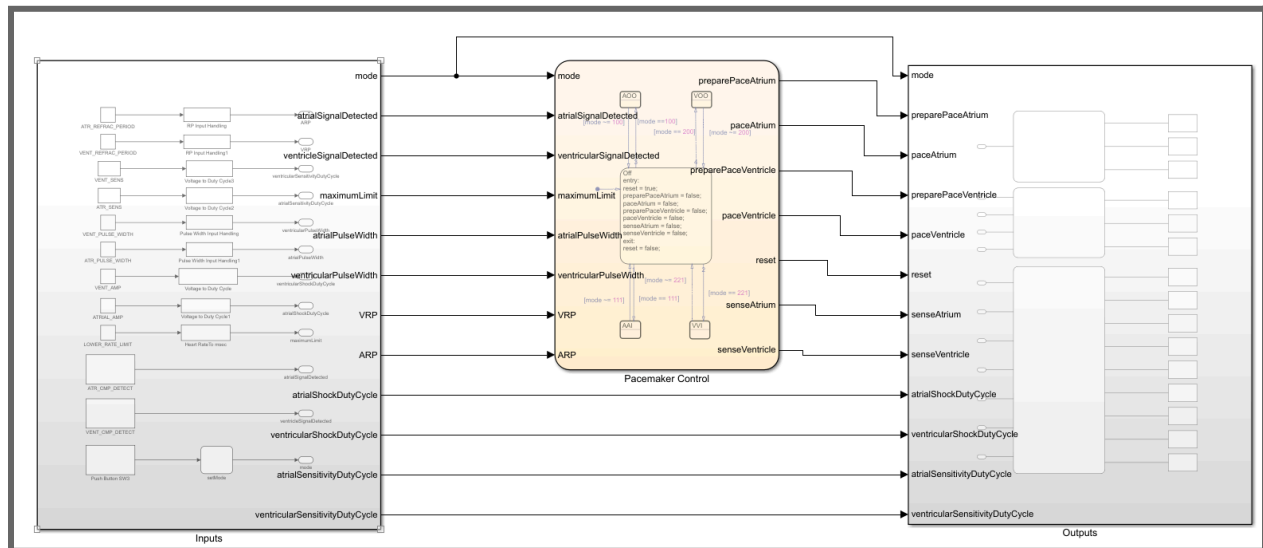 mode
atrialSignalDetected
ventricleSignalDetected
maximumLimit
atrialPulseWidth
ventricularPulseWidth
VRP
ARP
atrialShockDutyCycle
ventricularShockDutyCycle
atrialSensitivityDutyCycle
ventricularSensitivityDutyCycle
ATR_REFRAC_PERIOD
RP Input Handling
ARP
VENT_REFRAC_PERIOD
RP Input Handling1
VRP
VENT_SENS
Voltage to Duty Cycle3
ventricularSensitivityDutyCycle
ATR_SENS
Voltage to Duty Cycle2
atrialSensitivityDutyCycle
VENT_PULSE_WIDTH
Pulse Width Input Handling
ventricularPulseWidth
ATR_PULSE_WIDTH
Pulse Width Input Handling1
atrialPulseWidth
VENT_AMP
Voltage to Duty Cycle
ventricularShockDutyCycle
ATRIAL_AMP
Voltage to Duty Cycle1
atrialShockDutyCycle
LOWER_RATE_LIMIT
Heart RateTo msec
maximumLimit
ATR_CMP_DETECT
atrialSignalDetected
VENT_CMP_DETECT
ventricleSignalDetected
Push Button SW3
setMode
mode
Inputs
mode
atrialSignalDetected
ventricularSignalDetected
maximumLimit
atrialPulseWidth
ventricularPulseWidth
VRP
ARP
AOO
VOO
[mode ~= 100]
[mode ==100]
[mode == 200]
[mode ~= 200]
Off
entry:
reset = true;
preparePaceAtrium = false;
paceAtrium = false;
preparePaceVentricle = false;
paceVentricle = false;
senseAtrium = false;
senseVentricle = false;
exit:
reset = false;
[mode ~= 111]
[mode == 111]
[mode ~= 221]
[mode == 221]
AAI
VVI
preparePaceAtrium
paceAtrium
preparePaceVentricle
paceVentricle
reset
senseAtrium
senseVentricle
Pacemaker Control
mode
preparePaceAtrium
paceAtrium
preparePaceVentricle
paceVentricle
reset
senseAtrium
senseVentricle
atrialShockDutyCycle
ventricularShockDutyCycle
atrialSensitivityDutyCycle
ventricularSensitivityDutyCycle
Outputs